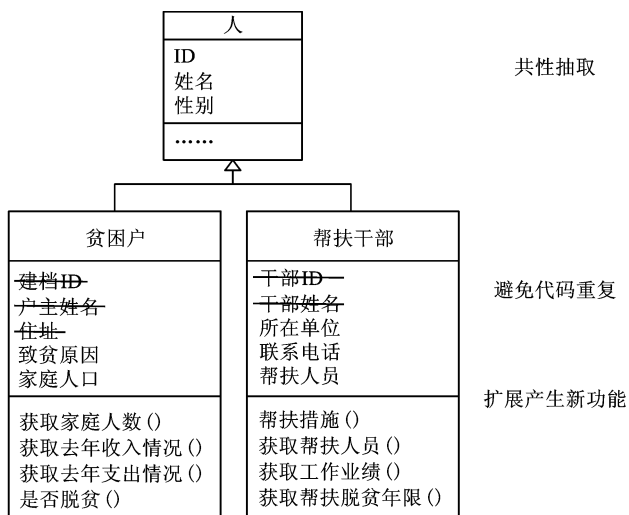 人
ID
姓名
性别
……
共性抽取
贫困户
建档ID
户主姓名
住址
致贫原因
家庭人口
获取家庭人数()
获取去年收入情况()
获取去年支出情况()
是否脱贫()
帮扶干部
干部ID
干部姓名
所在单位
联系电话
帮扶人员
帮扶措施()
获取帮扶人员()
获取工作业绩()
获取帮扶脱贫年限()
避免代码重复
扩展产生新功能